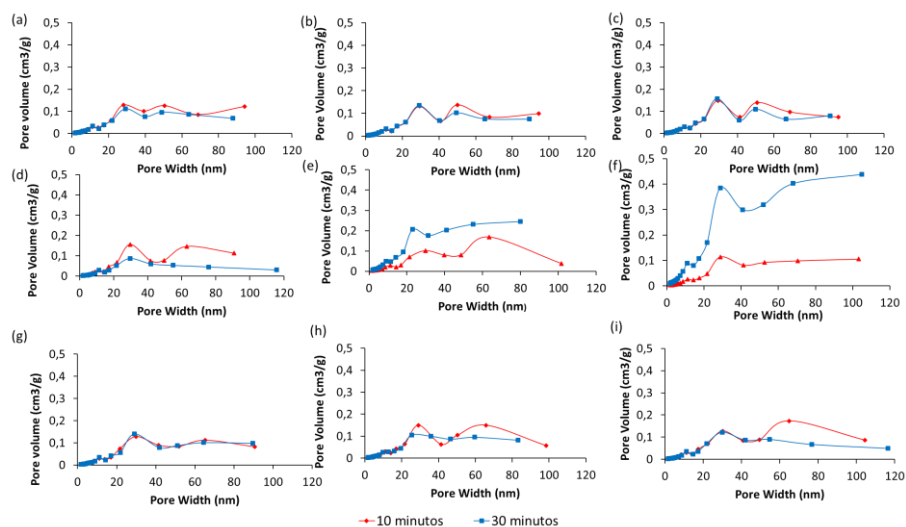 (a)
Pore volume (cm3/g)
0,5
0,4
0,3
0,2
0,1
0
0 20 40 60 80 100 120
Pore Width (nm)
(b)
Pore Volume (cm3/g)
0,5
0,4
0,3
0,2
0,1
0
0 20 40 60 80 100 120
Pore Width (nm)
(c)
Pore Volume (cm3/g)
0,5
0,4
0,3
0,2
0,1
0
0 20 40 60 80 100 120
Pore Width (nm)
(d)
Pore Volume (cm3/g)
0,5
0,4
0,3
0,2
0,1
0
0 20 40 60 80 100 120
Pore Width (nm)
(e)
Pore Volume (cm3/g)
0,5
0,4
0,3
0,2
0,1
0
0 20 40 60 80 100 120
Pore Width (nm)
(f)
Pore Volume (cm3/g)
0,5
0,4
0,3
0,2
0,1
0
0 20 40 60 80 100 120
Pore Width (nm)
(g)
Pore volume (cm3/g)
0,5
0,4
0,3
0,2
0,1
0
0 20 40 60 80 100 120
Pore Width (nm)
(h)
Pore Volume (cm3/g)
0,5
0,4
0,3
0,2
0,1
0
0 20 40 60 80 100 120
Pore Width (nm)
(i)
Pore Volume (cm3/g)
0,5
0,4
0,3
0,2
0,1
0
0 20 40 60 80 100 120
Pore Width (nm)
10 minutos 30 minutos